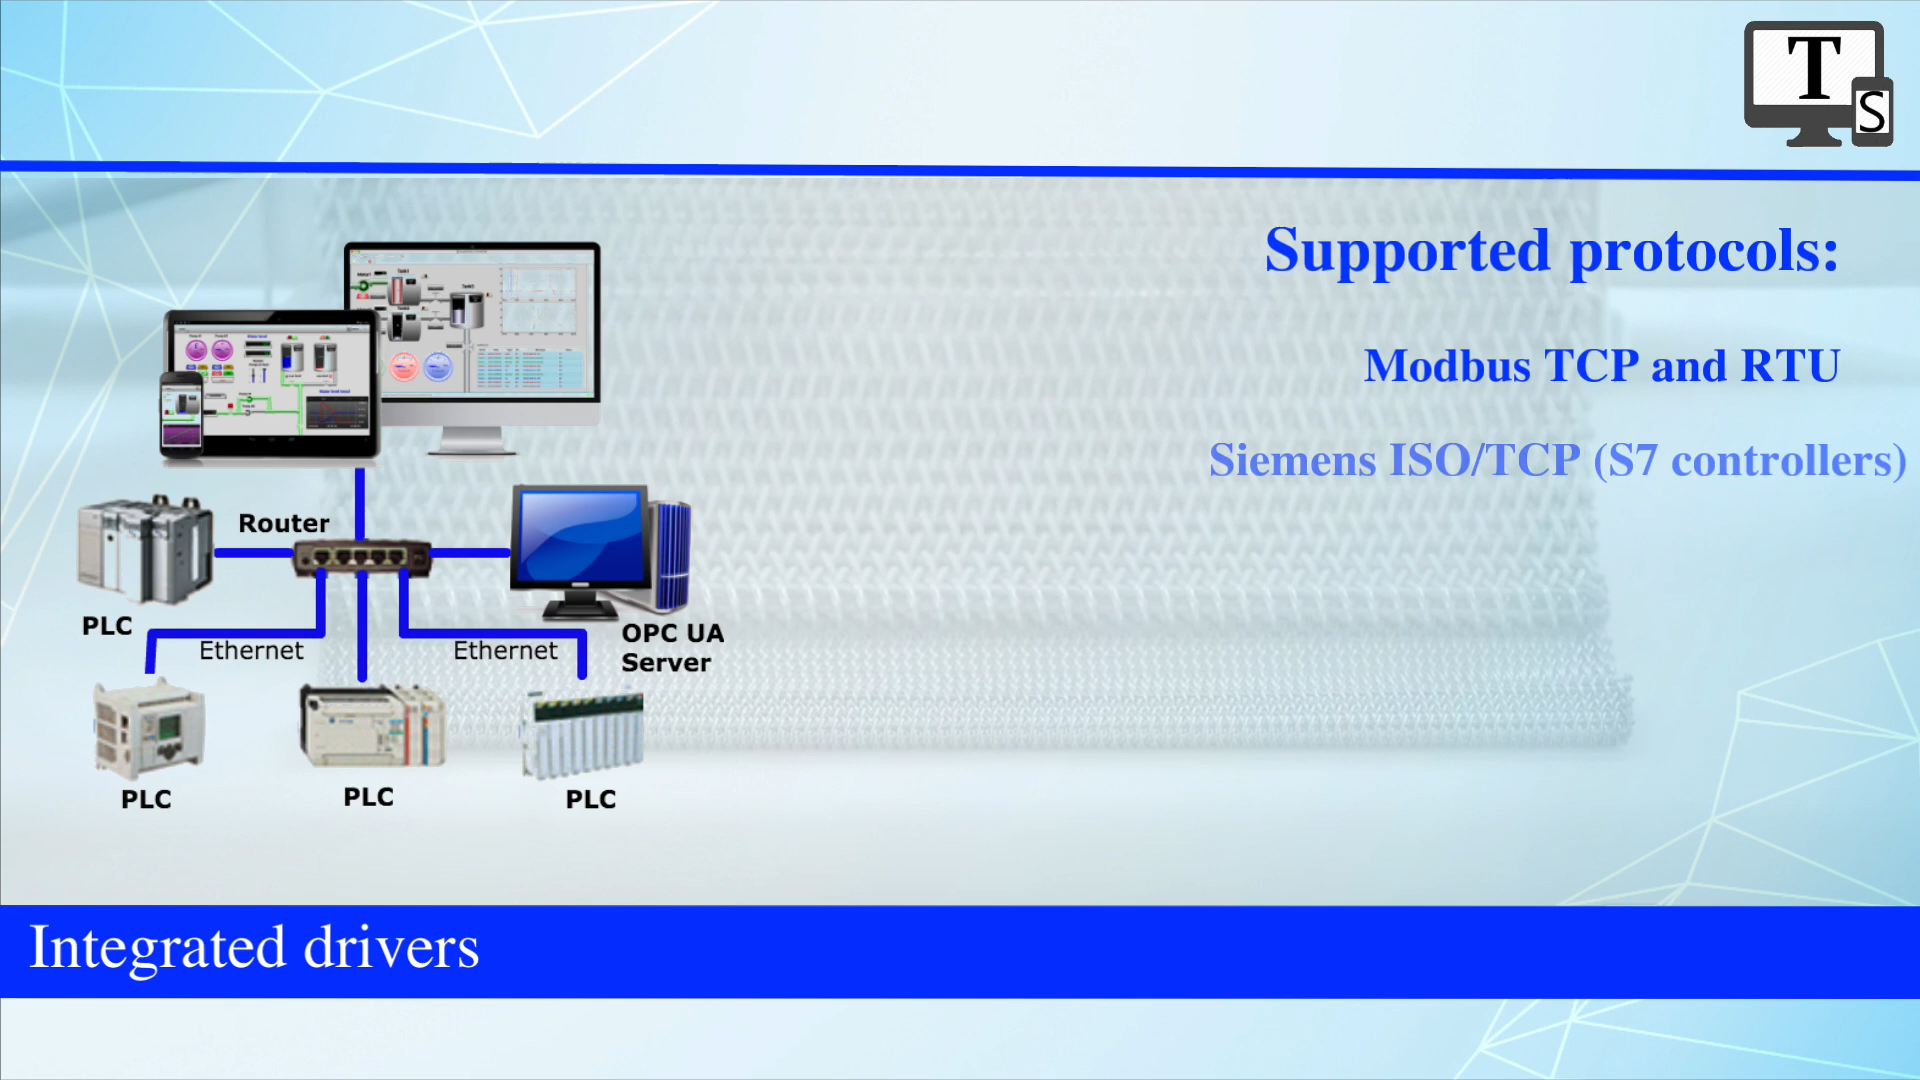 T
S
Supported protocols:
Modbus TCP and RTU
Siemens ISO/TCP (S7 controllers)
Router
PLC
Ethernet
Ethernet
OPC UA
Server
PLC
PLC
PLC
Integrated drivers